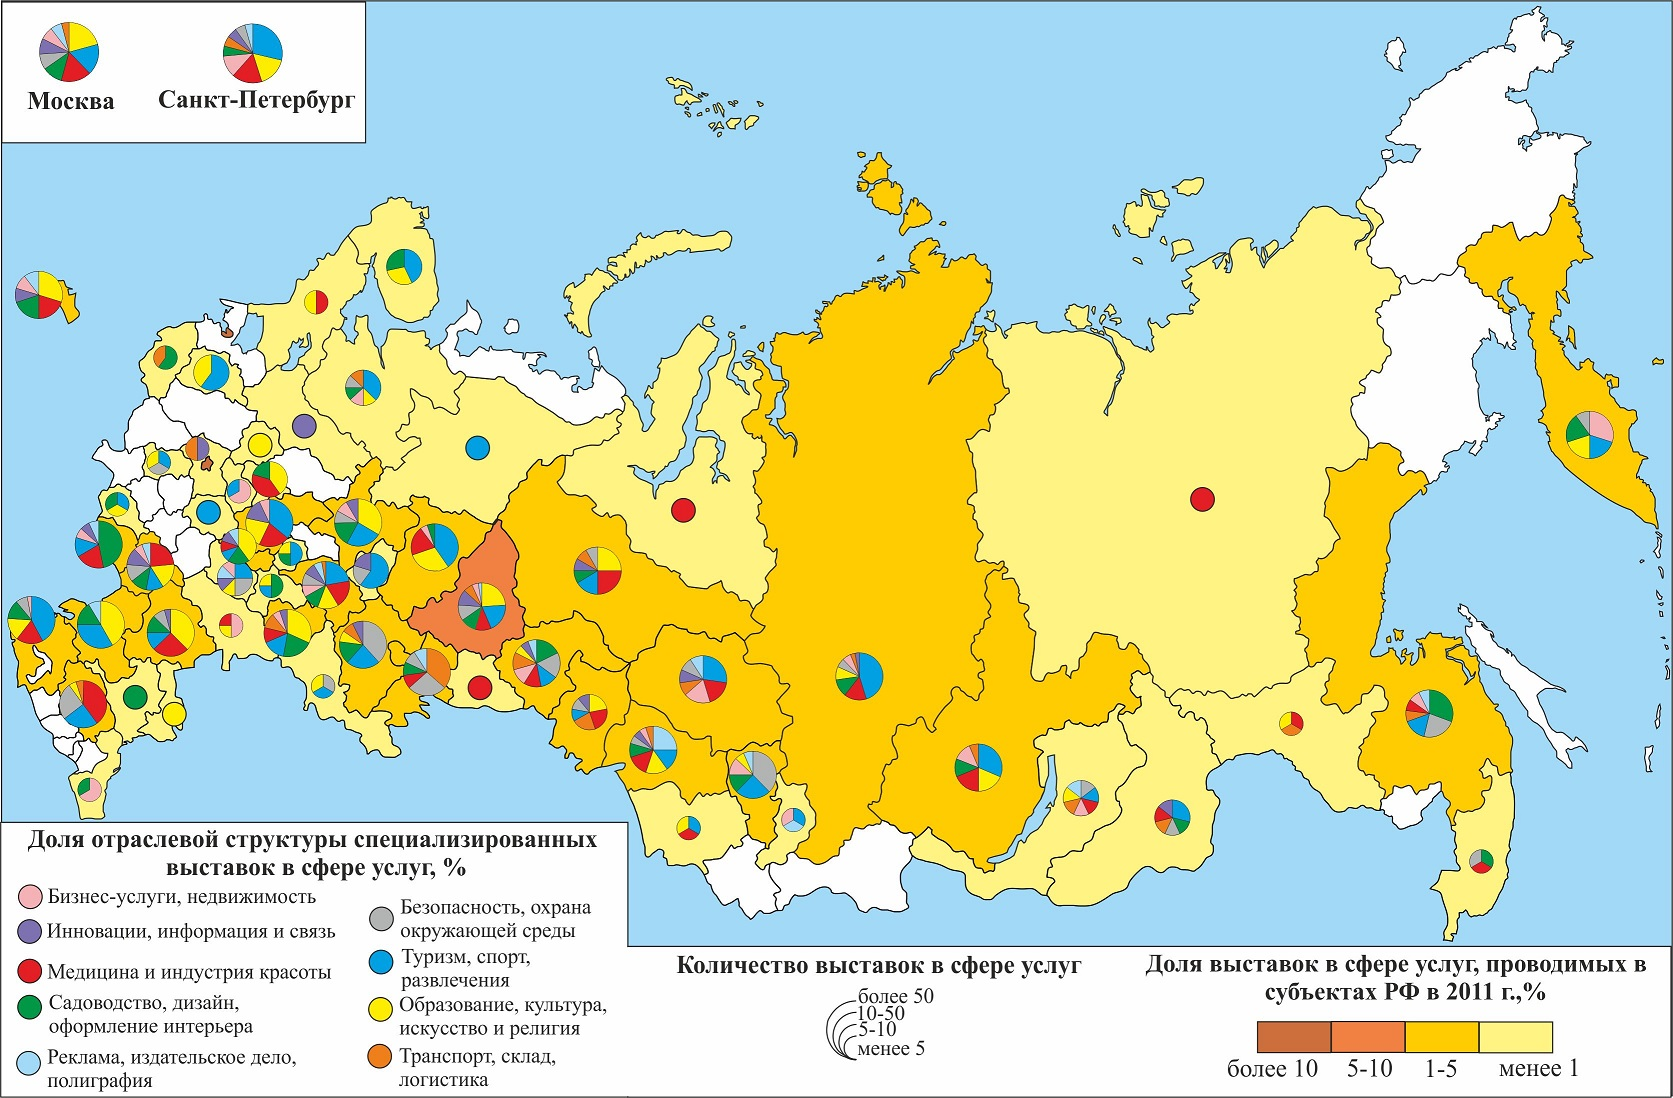 Москва
Санкт-Петербург
Доля отраслевой структуры специализированных
выставок в сфере услуг, %
Бизнес-услуги, недвижимость
Инновации, информация и связь
Медицина и индустрия красоты
Садоводство, дизайн,
оформление интерьера
Реклама, издательское дело,
полиграфия
Безопасность, охрана
окружающей среды
Туризм, спорт,
развлечения
Образование, культура,
искусство и религия
Транспорт, склад,
логистика
Количество выставок в сфере услуг
более 50
10-50
5-10
менее 5
Доля выставок в сфере услуг, проводимых в
субъектах РФ в 2011 г.,%
более 10 5-10 1-5 менее 1